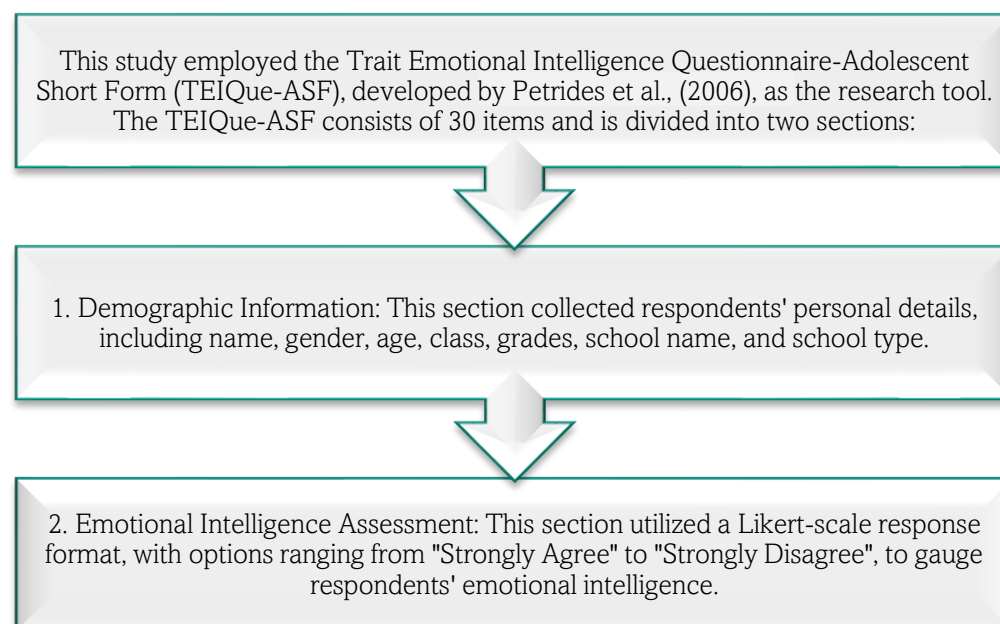 This study employed the Trait Emotional Intelligence Questionnaire-Adolescent
Short Form (TEIQue-ASF), developed by Petrides et al., (2006), as the research tool.
The TEIQue-ASF consists of 30 items and is divided into two sections:
1. Demographic Information: This section collected respondents' personal details,
including name, gender, age, class, grades, school name, and school type.
2. Emotional Intelligence Assessment: This section utilized a Likert-scale response
format, with options ranging from "Strongly Agree" to "Strongly Disagree", to gauge
respondents' emotional intelligence.